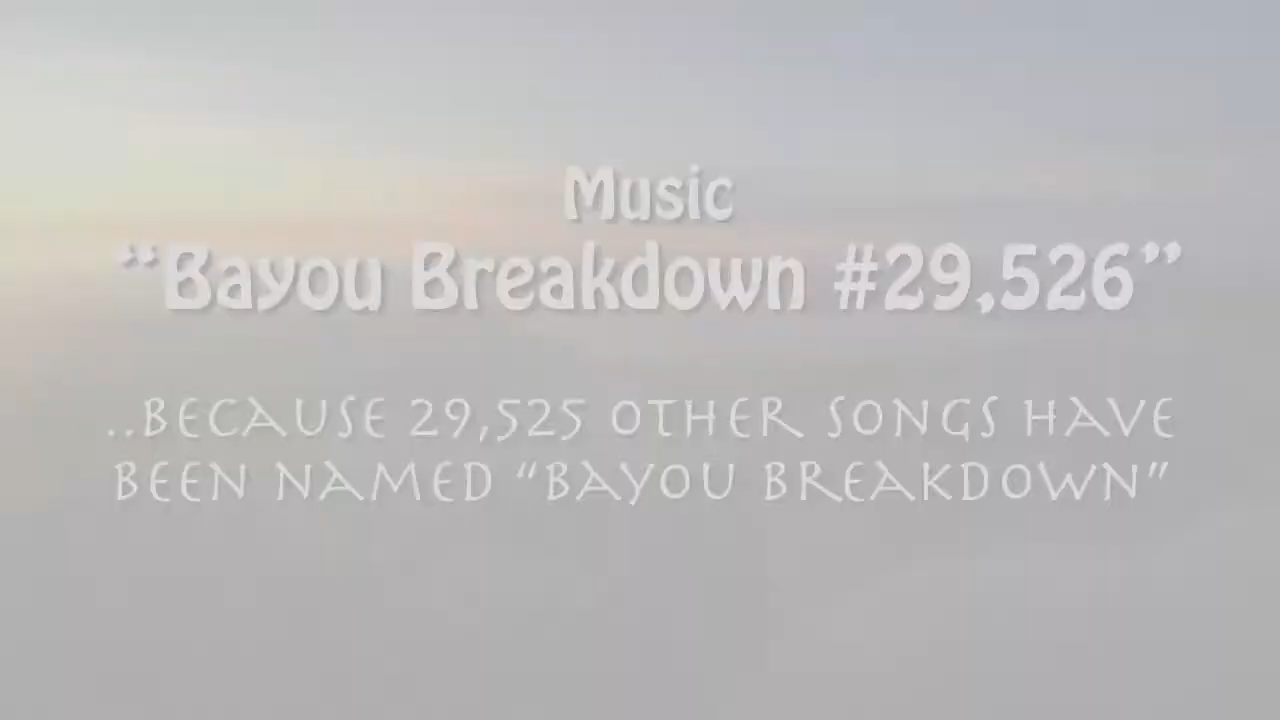 Music
“Bayou Breakdown #29,526”
..BECAUSE 29,525 OTHER SONGS HAVE
BEEN NAMED “BAYOU BREAKDOWN”